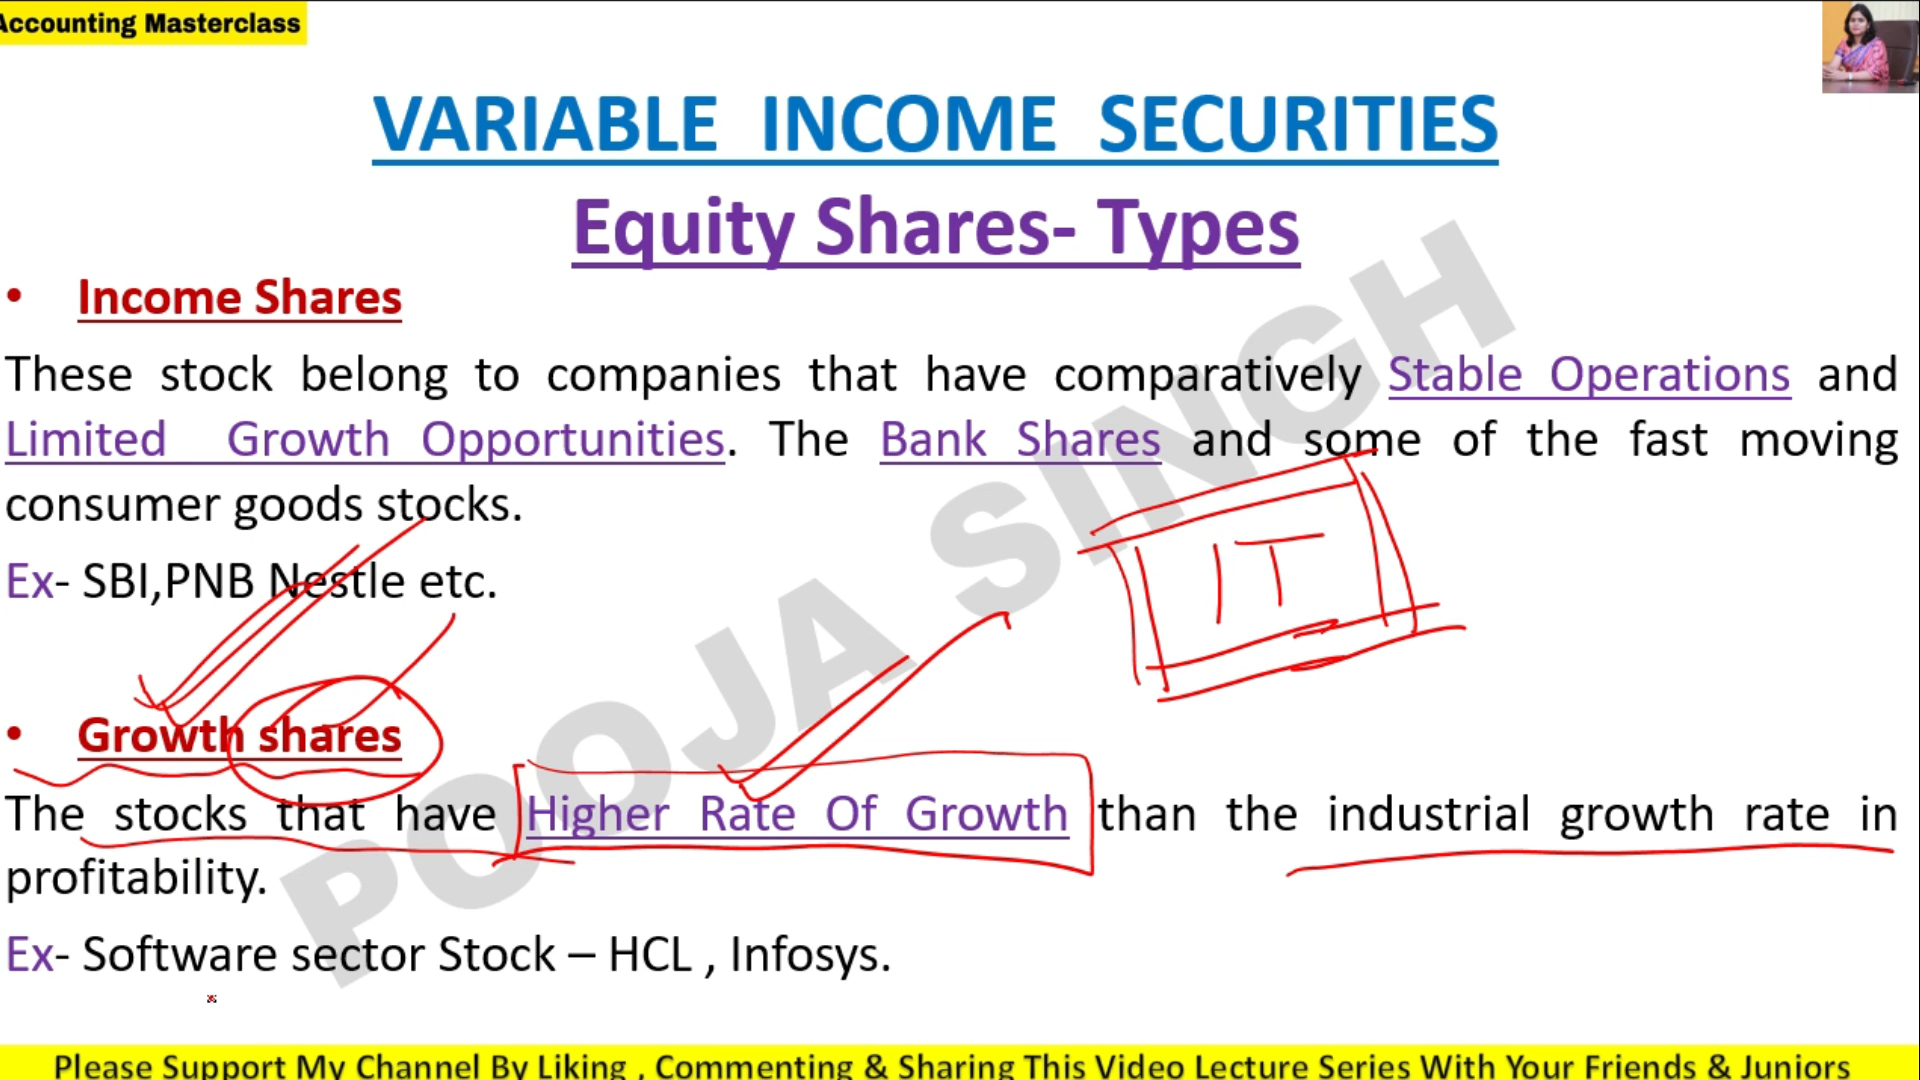 Accounting Masterclass
VARIABLE INCOME SECURITIES
Equity Shares- Types
• Income Shares
These stock belong to companies that have comparatively Stable Operations and
Limited Growth Opportunities. The Bank Shares and some of the fast moving
consumer goods stocks.
Ex- SBI,PNB Nestle etc.
IT
• Growth shares
The stocks that have Higher Rate Of Growth than the industrial growth rate in
profitability.
Ex- Software sector Stock – HCL , Infosys.
POOJA SINGH
Please Support My Channel By Liking , Commenting & Sharing This Video Lecture Series With Your Friends & Juniors